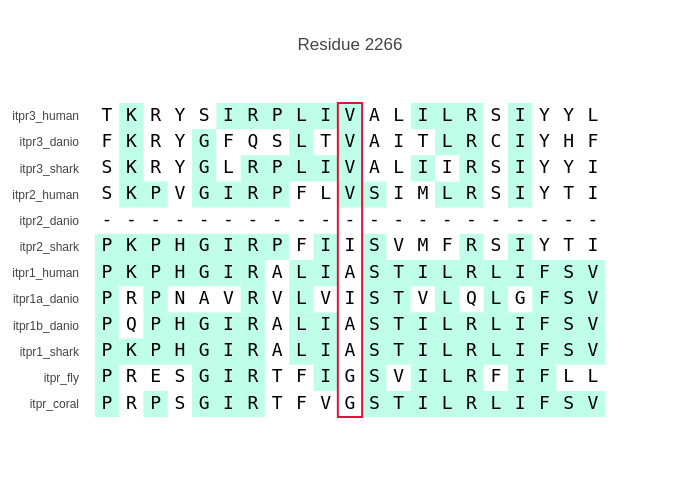 Residue 2266
itpr3_human T K R Y S I R P L I V A L I L R S I Y Y L
itpr3_danio F K R Y G F Q S L T V A I T L R C I Y H F
itpr3_shark S K R Y G L R P L I V A L I I R S I Y Y I
itpr2_human S K P V G I R P F L V S I M L R S I Y T I
itpr2_danio - - - - - - - - - - - - - - - - - - - - -
itpr2_shark P K P H G I R P F I I S V M F R S I Y T I
itpr1_human P K P H G I R A L I A S T I L R L I F S V
itpr1a_danio P R P N A V R V L V I S T V L Q L G F S V
itpr1b_danio P Q P H G I R A L I A S T I L R L I F S V
itpr1_shark P K P H G I R A L I A S T I L R L I F S V
itpr_fly P R E S G I R T F I G S V I L R F I F L L
itpr_coral P R P S G I R T F V G S T I L R L I F S V